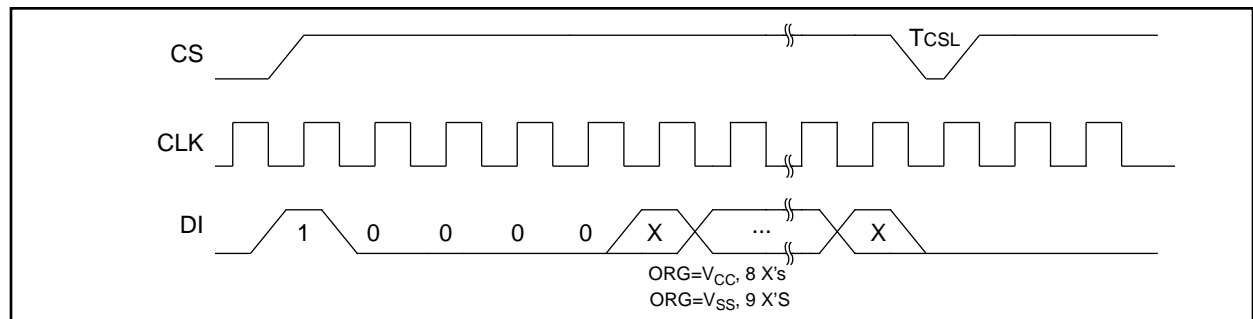 CS
TCSL
CLK
DI
1 0 0 0 0 X ... X
ORG=VCC, 8 X's
ORG=VSS, 9 X'S